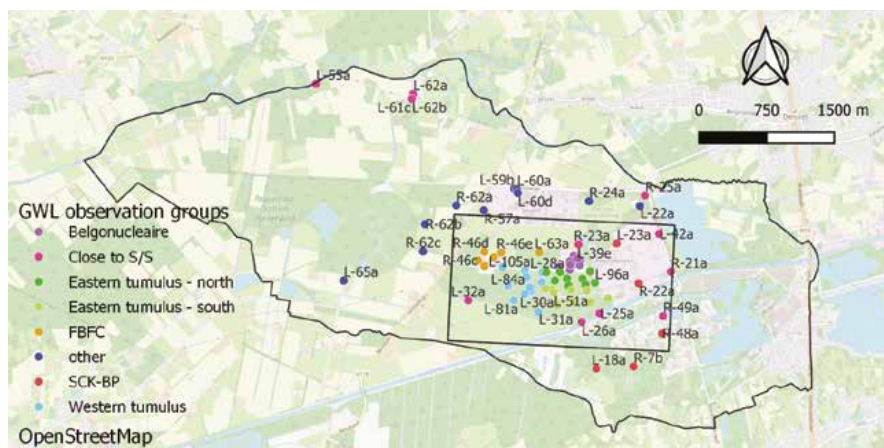 L-55a
L-62a
L-61c L-62b
0 750 1500 m
L-59b L-60a
R-62a
L-60d
R-24a
R-25a
R-57a
L-22a
GWL observation groups
R-62b
Belgonucleaire
R-46d R-46e L-63a
R-23a
L-23a
L-42a
Close to S/S
R-62c
L-39e
R-46c L-105a L-28a
R-21a
Eastern tumulus - north
L-65a
L-84a
L-96a
R-22a
Eastern tumulus - south
L-32a
L-81a
L-30a L-51a
FBFC
L-31a
L-25a
R-49a
other
L-26a
R-48a
SCK-BP
L-18a
R-7b
Western tumulus
OpenStreetMap